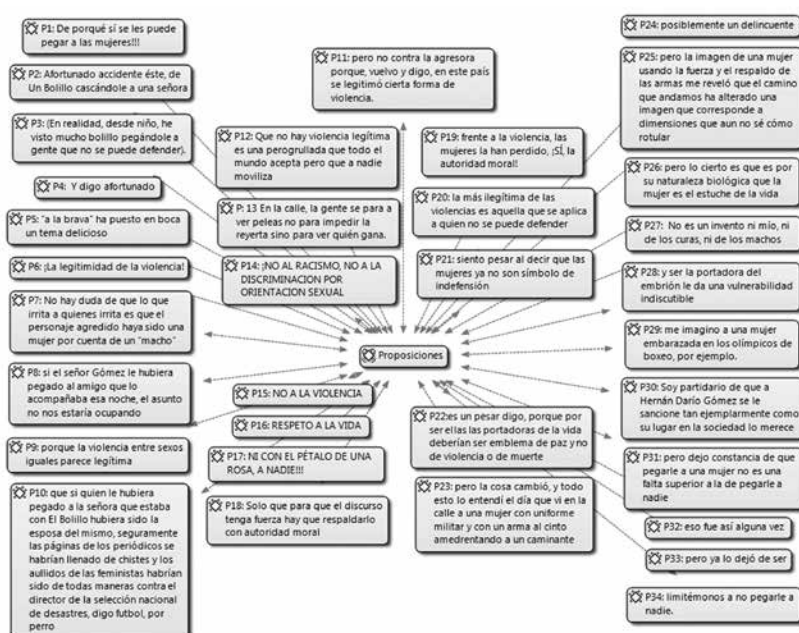 P1: De porqué sí se les puede
pegar a las mujeres!!!
P2: Afortunado accidente éste, de
Un Bolillo cascándole a una señora
P3: (En realidad, desde niño, he
visto mucho bolillo pegándole a
gente que no se puede defender).
P4: Y digo afortunado
P5: "a la brava" ha puesto en boca
un tema delicioso
P6: ¡La legitimidad de la violencia!
P7: No hay duda de que lo que
irrita a quienes irrita es que el
personaje agredido haya sido una
mujer por cuenta de un "macho"
P8: si el señor Gómez le hubiera
pegado al amigo que lo
acompañaba esa noche, el asunto
no nos estaría ocupando
P9: porque la violencia entre sexos
iguales parece legítima
P10: que si quien le hubiera
pegado a la señora que estaba
con El Bolillo hubiera sido la
esposa del mismo, seguramente
las páginas de los periódicos se
habrían llenado de chistes y los
aullidos de las feministas habrían
sido de todas maneras contra el
director de la selección nacional
de desastres, digo futbol, por
perro
P11: pero no contra la agresora
porque, vuelvo y digo, en este país
se legitimó cierta forma de
violencia.
P12: Que no hay violencia legítima
es una perogrullada que todo el
mundo acepta pero que a nadie
moviliza
P: 13 En la calle, la gente se para a
ver peleas no para impedir la
reyerta sino para ver quién gana.
P14: ¡NO AL RACISMO, NO A LA
DISCRIMINACION POR
ORIENTACION SEXUAL
Proposiciones
P15: NO A LA VIOLENCIA
P16: RESPETO A LA VIDA
P17: NI CON EL PÉTALO DE UNA
ROSA, A NADIE!!!
P18: Solo que para que el discurso
tenga fuerza hay que respaldarlo
con autoridad moral
P19: frente a la violencia, las
mujeres la han perdido, ¡SÍ, la
autoridad moral!
P20: la más ilegítima de las
violencias es aquella que se aplica
a quien no se puede defender
P21: siento pesar al decir que las
mujeres ya no son símbolo de
indefensión
P22:es un pesar digo, porque por
ser ellas las portadoras de la vida
deberían ser emblema de paz y no
de violencia o de muerte
P23: pero la cosa cambió, y todo
esto lo entendí el día que vi en la
calle a una mujer con uniforme
militar y con un arma al cinto
amedrentando a un caminante
P24: posiblemente un delincuente
P25: pero la imagen de una mujer
usando la fuerza y el respaldo de
las armas me reveló que el camino
que andamos ha alterado una
imagen que corresponde a
dimensiones que aun no sé cómo
rotular
P26: pero lo cierto es que es por
su naturaleza biológica que la
mujer es el estuche de la vida
P27: No es un invento ni mío, ni
de los curas, ni de los machos
P28: y ser la portadora del
embrión le da una vulnerabilidad
indiscutible
P29: me imagino a una mujer
embarazada en los olímpicos de
boxeo, por ejemplo.
P30: Soy partidario de que a
Hernán Darío Gómez se le
sancione tan ejemplarmente como
su lugar en la sociedad lo merece
P31: pero dejo constancia de que
pegarle a una mujer no es una
falta superior a la de pegarle a
nadie
P32: eso fue así alguna vez
P33: pero ya lo dejó de ser
P34: limitémonos a no pegarle a
nadie.